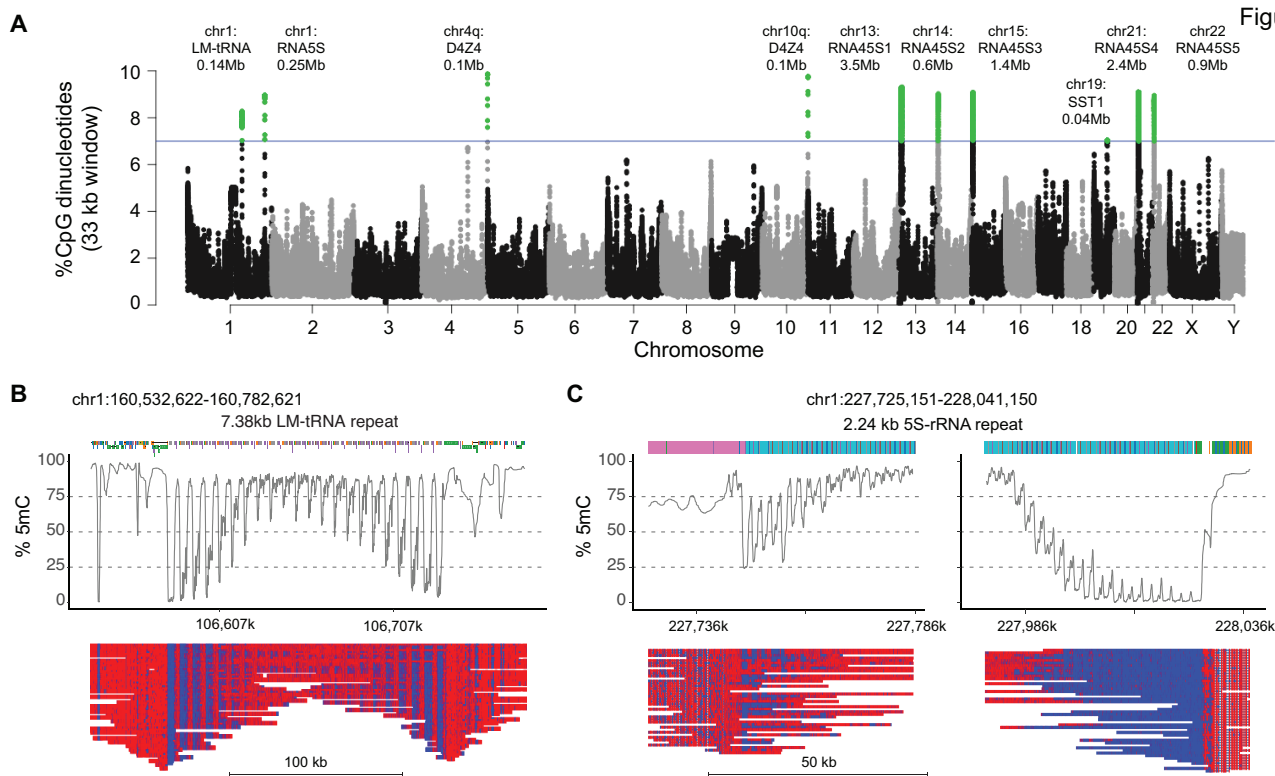 Figu
A
chr1:
LM-tRNA
0.14Mb
chr1:
RNA5S
0.25Mb
chr4q:
D4Z4
0.1Mb
chr10q:
D4Z4
0.1Mb
chr13:
RNA45S1
3.5Mb
chr14:
RNA45S2
0.6Mb
chr15:
RNA45S3
1.4Mb
chr19:
SST1
0.04Mb
chr21:
RNA45S4
2.4Mb
chr22
RNA45S5
0.9Mb
%CpG dinucleotides
(33 kb window)
10
8
6
4
2
0
1 2 3 4 5 6 7 8 9 10 11 12 13 14 16 18 20 22 X Y
Chromosome
B
chr1:160,532,622-160,782,621
7.38kb LM-tRNA repeat
% 5mC
100
75
50
25
0
106,607k 106,707k
100 kb
C
chr1:227,725,151-228,041,150
2.24 kb 5S-rRNA repeat
% 5mC
100
75
50
25
0
227,736k 227,786k
227,986k 228,036k
50 kb